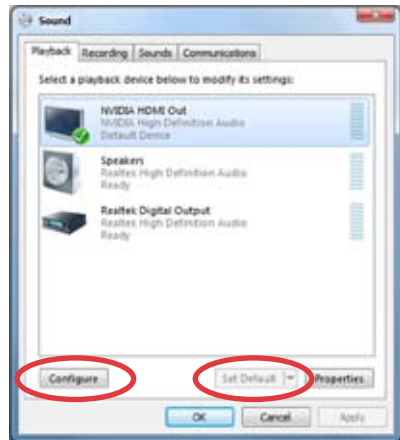 Sound
Playback Recording Sounds Communications
Select a playback device below to modify its settings:
NVIDIA HDMI Out
NVIDIA High Definition Audio
Default Device
Speakers
Realtek High Definition Audio
Ready
Realtek Digital Output
Realtek High Definition Audio
Ready
Configure Set Default Properties
OK Cancel Apply